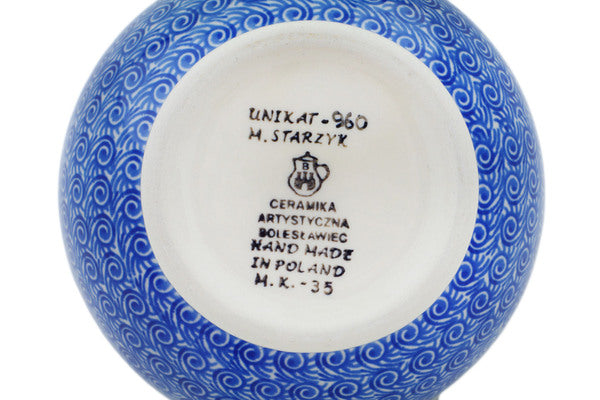 UNIKAT-960
M. STARZYK
B
CERAMIKA
ARTYSTYCZNA
BOLESŁAWIEC
HAND MADE
IN POLAND
M.K.-35